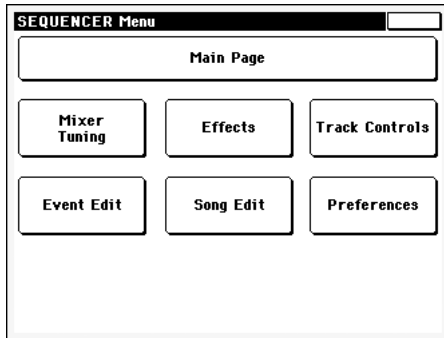 SEQUENCER Menu
Main Page
Mixer
Tuning
Effects
Track Controls
Event Edit
Song Edit
Preferences